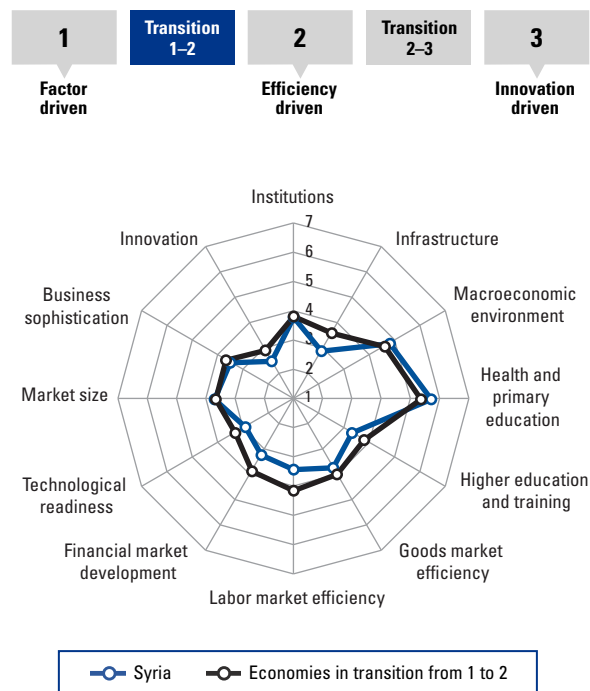 1
Transition
1–2
2
Transition
2–3
3
Factor
driven
Efficiency
driven
Innovation
driven
Institutions
Innovation
Infrastructure
Business
sophistication
Macroeconomic
environment
Market size
Health and
primary
education
Technological
readiness
Higher education
and training
Financial market
development
Goods market
efficiency
Labor market efficiency
7
6
5
4
3
2
1
Syria
Economies in transition from 1 to 2